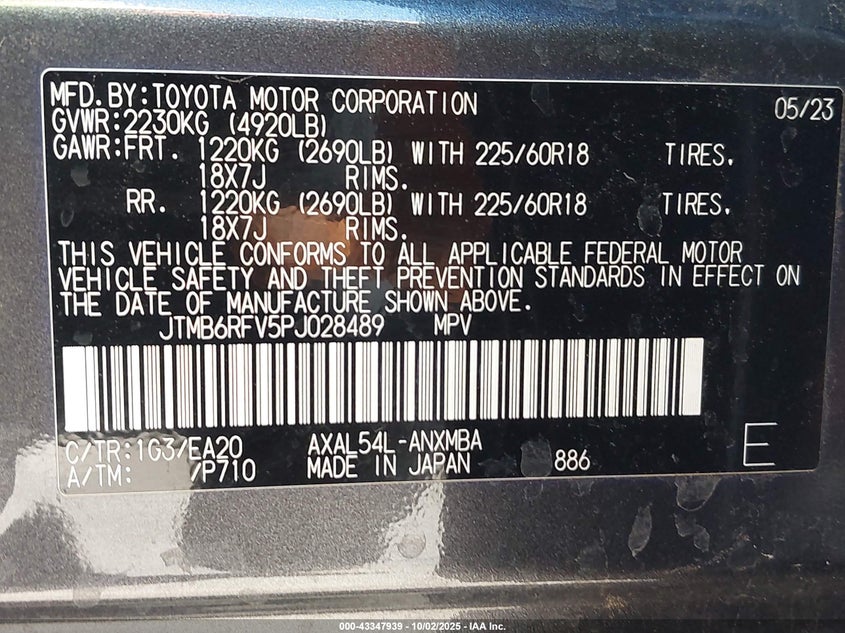 MFD.BY:TOYOTA MOTOR CORPORATION 05/23
GVWR:2230KG (4920LB)
GAWR:FRT. 1220KG (2690LB) WITH 225/60R18 TIRES,
18X7J RIMS.
RR. 1220KG (2690LB) WITH 225/60R18 TIRES,
18X7J RIMS.
THIS VEHICLE CONFORMS TO ALL APPLICABLE FEDERAL MOTOR
VEHICLE SAFETY AND THEFT PREVENTION STANDARDS IN EFFECT ON
THE DATE OF MANUFACTURE SHOWN ABOVE.
JTMB6RFV5PJ028489 MPV
C/TR:1G3/EA20 AXAL54L-ANXMBA E
A/TM: /P710 MADE IN JAPAN 886
000-43347939 - 10/02/2025 - IAA Inc.